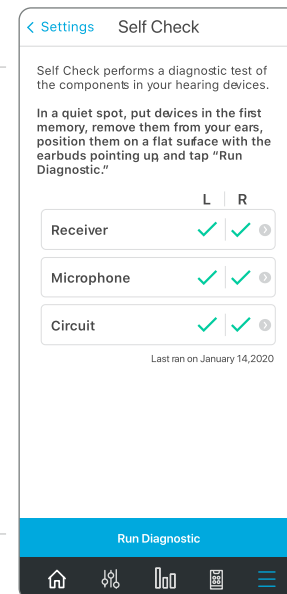 Settings Self Check
Self Check performs a diagnostic test of
the components in your hearing devices.
In a quiet spot, put devices in the first
memory, remove them from your ears,
position them on a flat surface with the
earbuds pointing up, and tap “Run
Diagnostic.”
L R
Receiver
Microphone
Circuit
Last ran on January 14,2020
Run Diagnostic